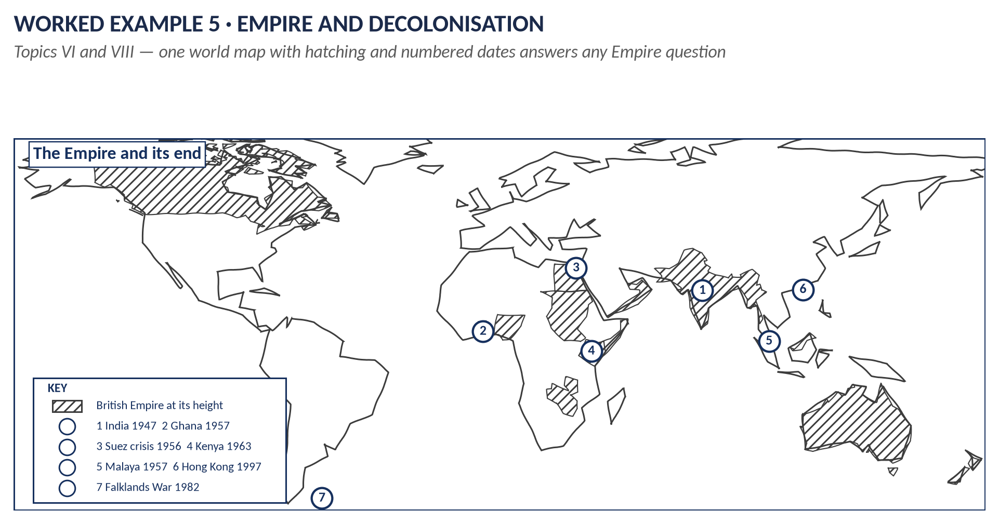 WORKED EXAMPLE 5 · EMPIRE AND DECOLONISATION
Topics VI and VIII — one world map with hatching and numbered dates answers any Empire question
The Empire and its end
3
1
6
2
5
4
KEY
British Empire at its height
1 India 1947  2 Ghana 1957
3 Suez crisis 1956  4 Kenya 1963
5 Malaya 1957  6 Hong Kong 1997
7 Falklands War 1982
7